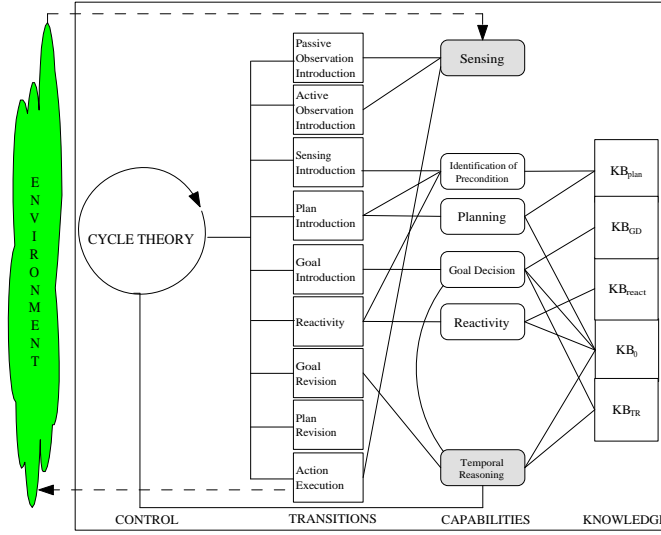 ENVIRONMENT
CYCLE THEORY
Passive
Observation
Introduction
Active
Observation
Introduction
Sensing
Introduction
Plan
Introduction
Goal
Introduction
Reactivity
Goal
Revision
Plan
Revision
Action
Execution
Sensing
Identification of
Precondition
Planning
Goal Decision
Reactivity
Temporal
Reasoning
KBplan
KBGD
KBreact
KB0
KBTR
CONTROL
TRANSITIONS
CAPABILITIES
KNOWLEDGE